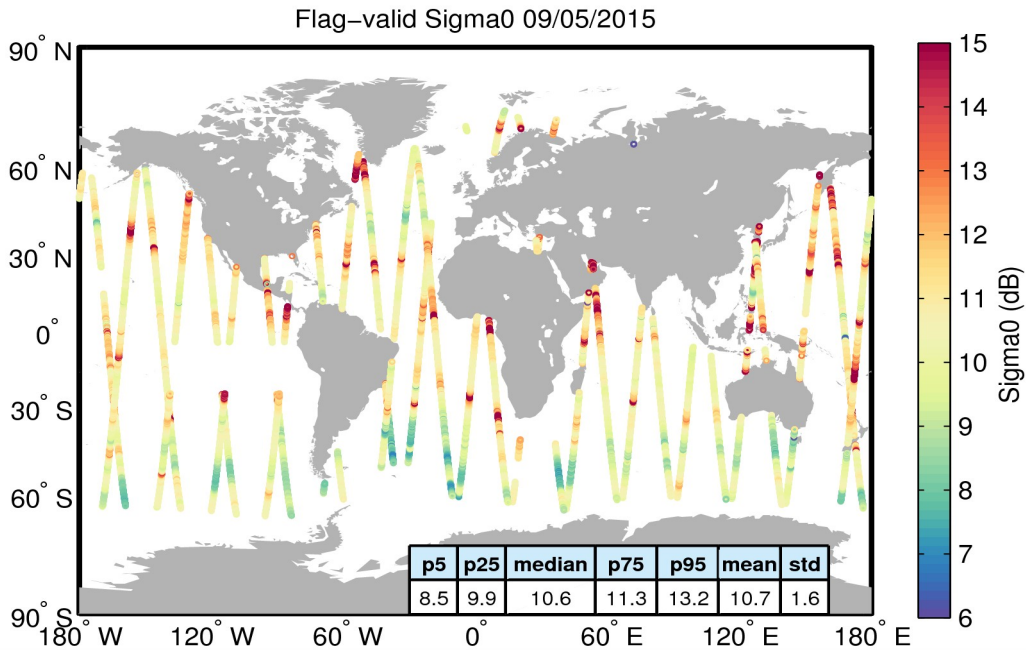 Flag−valid Sigma0 09/05/2015
90° N
60° N
30° N
0°
30° S
60° S
90° S
180° W
120° W
60° W
0°
60° E
120° E
180° E
p5 p25 median p75 p95 mean std
8.5 9.9 10.6 11.3 13.2 10.7 1.6
15
14
13
12
11
10
9
8
7
6
Sigma0 (dB)